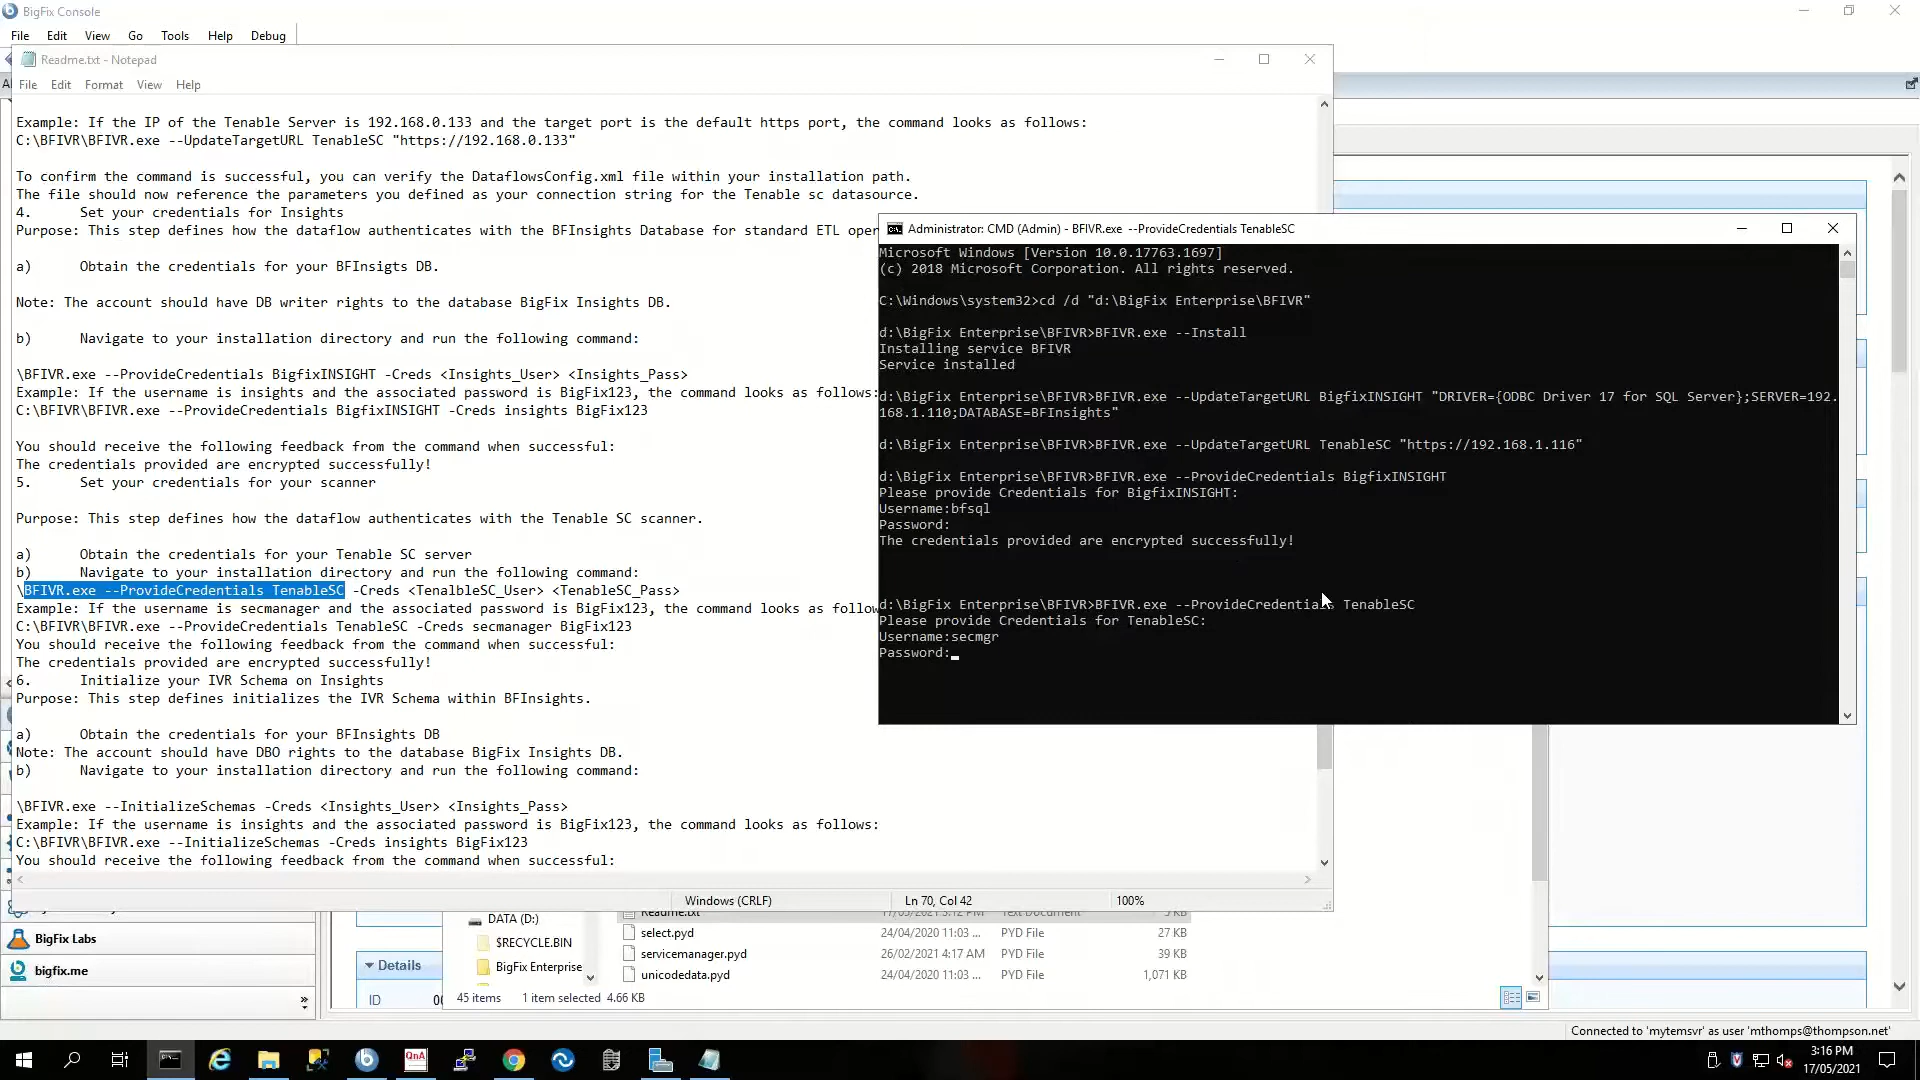 BigFix Console
File Edit View Go Tools Help Debug
Readme.txt - Notepad
File Edit Format View Help
Example: If the IP of the Tenable Server is 192.168.0.133 and the target port is the default https port, the command looks as follows:
C:\BFIVR\BFIVR.exe --UpdateTargetURL TenableSC "https://192.168.0.133"
To confirm the command is successful, you can verify the DataflowsConfig.xml file within your installation path.
The file should now reference the parameters you defined as your connection string for the Tenable sc datasource.
4. Set your credentials for Insights
Purpose: This step defines how the dataflow authenticates with the BFInsights Database for standard ETL oper
a) Obtain the credentials for your BFInsigts DB.
Note: The account should have DB writer rights to the database BigFix Insights DB.
b) Navigate to your installation directory and run the following command:
\BFIVR.exe --ProvideCredentials BigfixINSIGHT -Creds <Insights_User> <Insights_Pass>
Example: If the username is insights and the associated password is BigFix123, the command looks as follows:
C:\BFIVR\BFIVR.exe --ProvideCredentials BigfixINSIGHT -Creds insights BigFix123
You should receive the following feedback from the command when successful:
The credentials provided are encrypted successfully!
5. Set your credentials for your scanner
Purpose: This step defines how the dataflow authenticates with the Tenable SC scanner.
a) Obtain the credentials for your Tenable SC server
b) Navigate to your installation directory and run the following command:
\BFIVR.exe --ProvideCredentials TenableSC -Creds <TenalbleSC_User> <TenableSC_Pass>
Example: If the username is secmanager and the associated password is BigFix123, the command looks as follow
C:\BFIVR\BFIVR.exe --ProvideCredentials TenableSC -Creds secmanager BigFix123
You should receive the following feedback from the command when successful:
The credentials provided are encrypted successfully!
6. Initialize your IVR Schema on Insights
Purpose: This step defines initializes the IVR Schema within BFInsights.
a) Obtain the credentials for your BFInsights DB
Note: The account should have DBO rights to the database BigFix Insights DB.
b) Navigate to your installation directory and run the following command:
\BFIVR.exe --InitializeSchemas -Creds <Insights_User> <Insights_Pass>
Example: If the username is insights and the associated password is BigFix123, the command looks as follows:
C:\BFIVR\BFIVR.exe --InitializeSchemas -Creds insights BigFix123
You should receive the following feedback from the command when successful:
Windows (CRLF) Ln 70, Col 42 100%
Administrator: CMD (Admin) - BFIVR.exe --ProvideCredentials TenableSC
Microsoft Windows [Version 10.0.17763.1697]
(c) 2018 Microsoft Corporation. All rights reserved.
C:\Windows\system32>cd /d "d:\BigFix Enterprise\BFIVR"
d:\BigFix Enterprise\BFIVR>BFIVR.exe --Install
Installing service BFIVR
Service installed
d:\BigFix Enterprise\BFIVR>BFIVR.exe --UpdateTargetURL BigfixINSIGHT "DRIVER={ODBC Driver 17 for SQL Server};SERVER=192.
168.1.110;DATABASE=BFInsights"
d:\BigFix Enterprise\BFIVR>BFIVR.exe --UpdateTargetURL TenableSC "https://192.168.1.116"
d:\BigFix Enterprise\BFIVR>BFIVR.exe --ProvideCredentials BigfixINSIGHT
Please provide Credentials for BigfixINSIGHT:
Username:bfsql
Password:
The credentials provided are encrypted successfully!
d:\BigFix Enterprise\BFIVR>BFIVR.exe --ProvideCredentials TenableSC
Please provide Credentials for TenableSC:
Username:secmgr
Password:
BigFix Labs
bigfix.me
Details
ID
DATA (D:)
$RECYCLE.BIN
BigFix Enterprise
Readme.txt 17/05/2021 3:12 PM Text Document 5 KB
select.pyd 24/04/2020 11:03 ... PYD File 27 KB
servicemanager.pyd 26/02/2021 4:17 AM PYD File 39 KB
unicodedata.pyd 24/04/2020 11:03 ... PYD File 1,071 KB
45 items 1 item selected 4.66 KB
Connected to 'mytemsvr' as user 'mthomps@thompson.net'
QnA
3:16 PM
17/05/2021